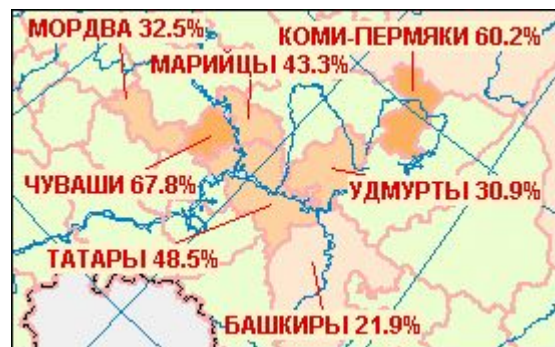 МОРДВА 32.5%
КОМИ-ПЕРМЯКИ 60.2%
МАРИЙЦЫ 43.3%
ЧУВАШИ 67.8%
УДМУРТЫ 30.9%
ТАТАРЫ 48.5%
БАШКИРЫ 21.9%